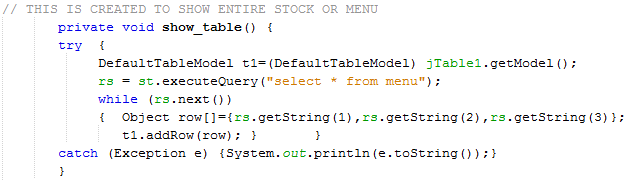 // THIS IS CREATED TO SHOW ENTIRE STOCK OR MENU
private void show_table() {
try  {
DefaultTableModel t1=(DefaultTableModel) jTable1.getModel();
rs = st.executeQuery("select * from menu");
while (rs.next())
{  Object row[]={rs.getString(1),rs.getString(2),rs.getString(3)};
t1.addRow(row); }        }
catch (Exception e) {System.out.println(e.toString());}
}